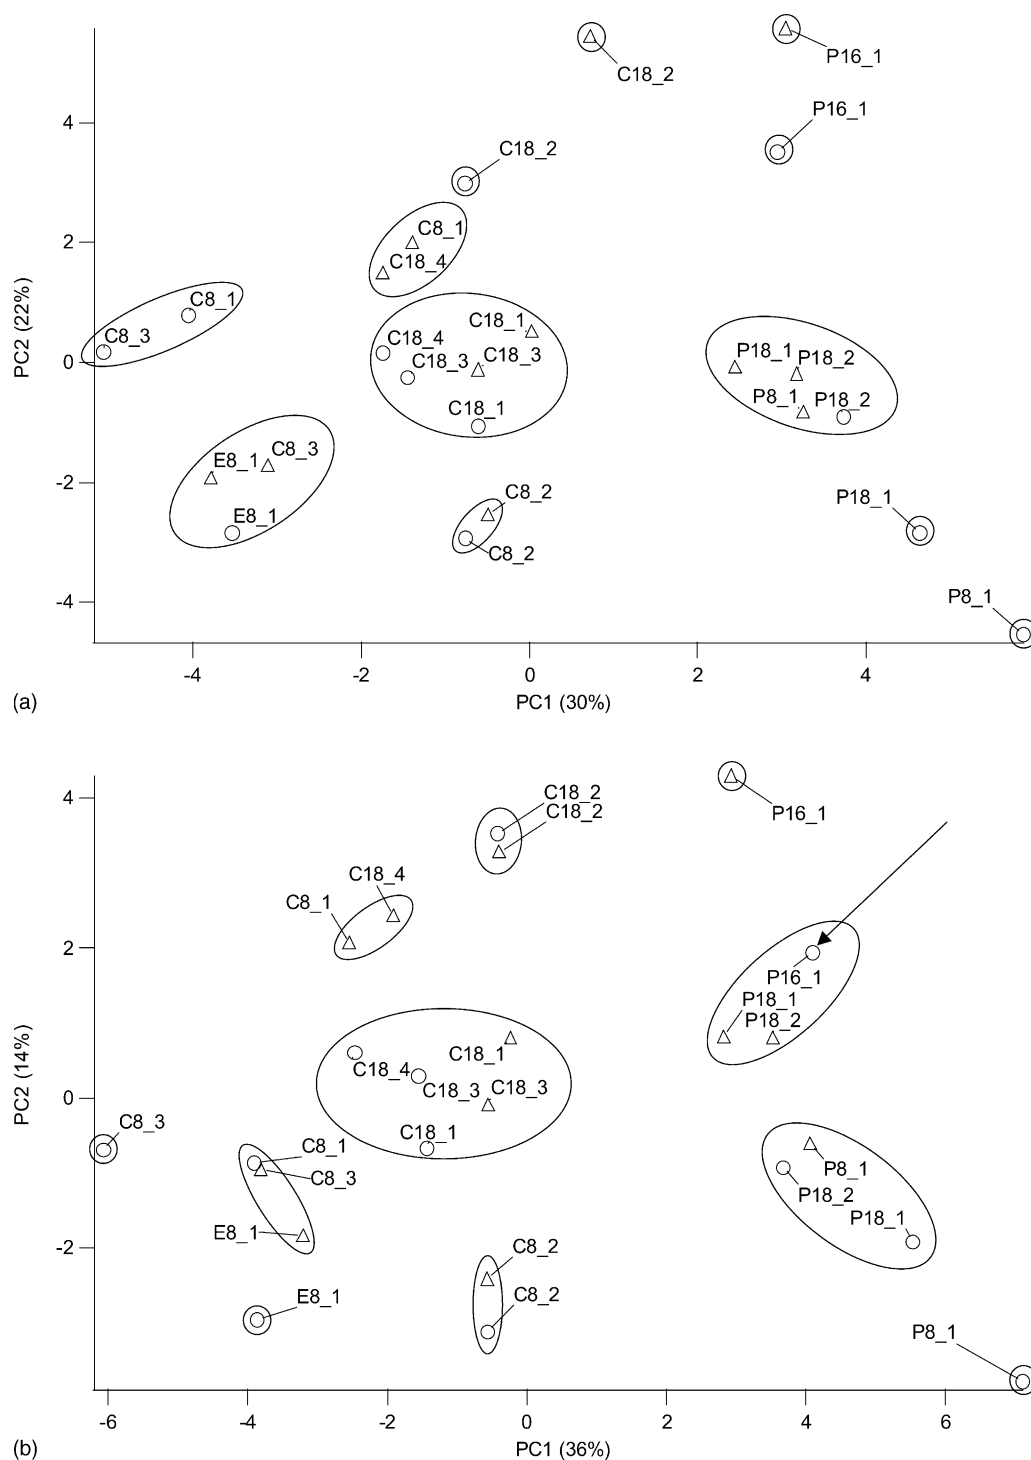 C18_2
P16_1
P16_1
4
C18_2
2
C8_1
C18_4
C8_1
C8_3
C18_1
C18_4
C18_3
C18_3
0
PC2 (22%)
P18_1
P18_2
P8_1
P18_2
C18_1
C8_3
E8_1
-2
C8_2
P18_1
E8_1
C8_2
-4
P8_1
-4
-2
0
2
4
(a)
PC1 (30%)
4
C18_2
C18_2
P16_1
C18_4
C8_1
2
P16_1
P18_1
P18_2
PC2 (14%)
C18_1
C18_4
C18_3
C18_3
0
C8_3
C18_1
C8_1
C8_3
P8_1
P18_2
P18_1
E8_1
-2
C8_2
C8_2
E8_1
P8_1
-6
-4
-2
0
2
4
6
(b)
PC1 (36%)